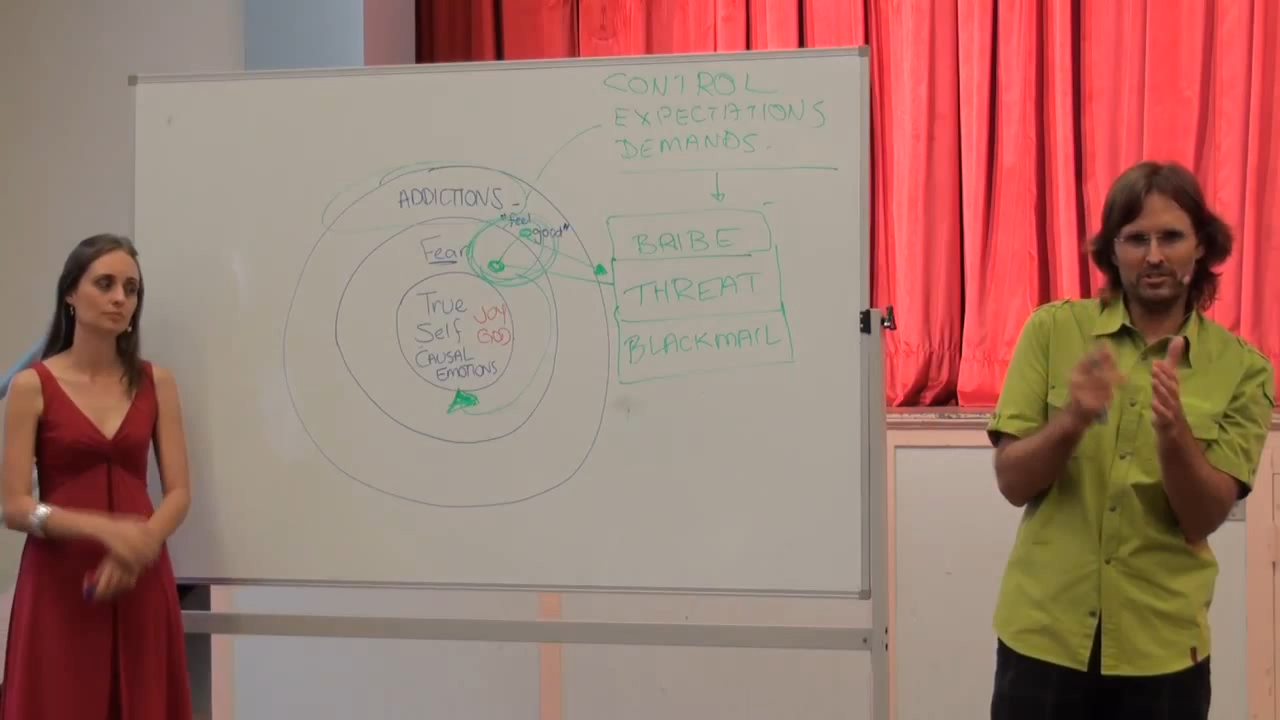 CONTROL
EXPECTATIONS
DEMANDS.
ADDICTIONS -
"feel
good"
Fear
BRIBE
THREAT
BLACKMAIL
True
Self
JOY
GOD
CAUSAL
EMOTIONS